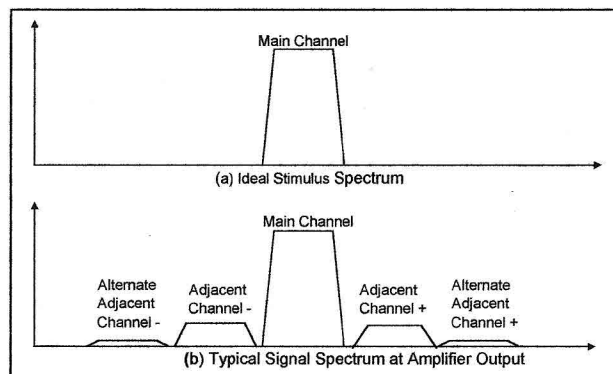 Main Channel
(a) Ideal Stimulus Spectrum
Main Channel
Alternate
Adjacent
Channel -
Adjacent
Channel -
Adjacent
Channel +
Alternate
Adjacent
Channel +
(b) Typical Signal Spectrum at Amplifier Output